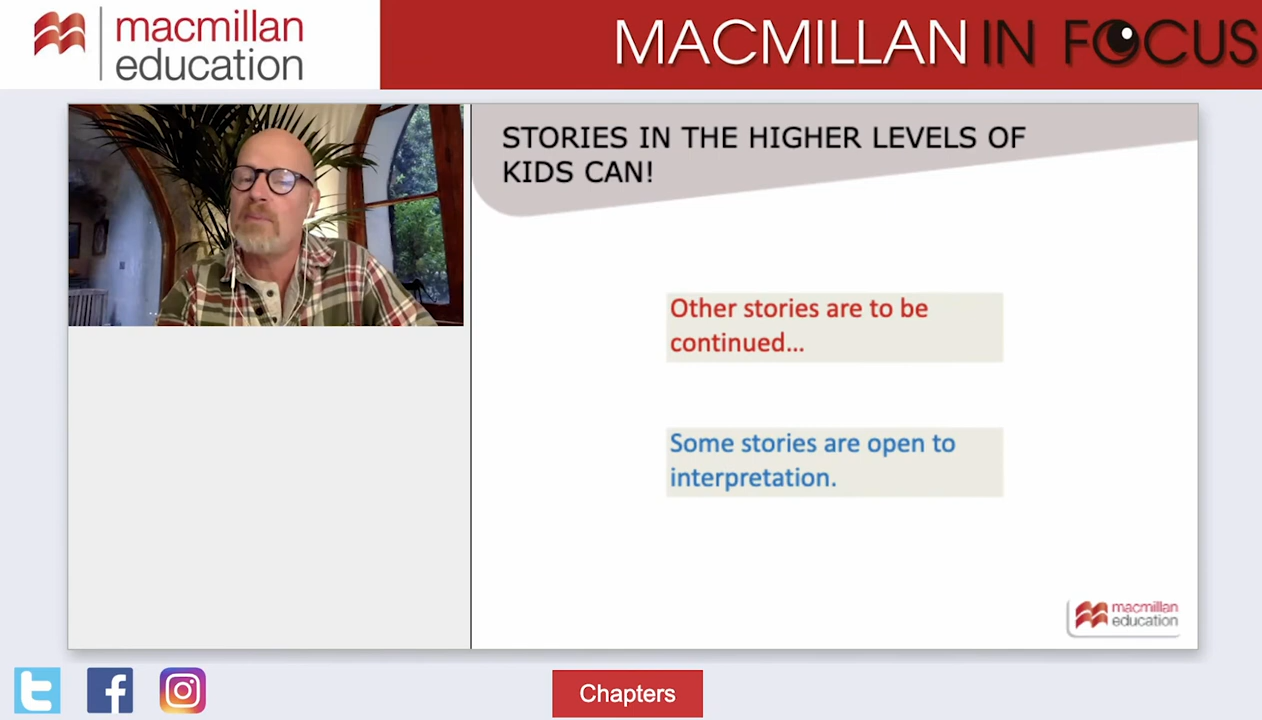 macmillan
education
MACMILLAN IN FOCUS
STORIES IN THE HIGHER LEVELS OF
KIDS CAN!
Other stories are to be
continued...
Some stories are open to
interpretation.
macmillan
education
Chapters